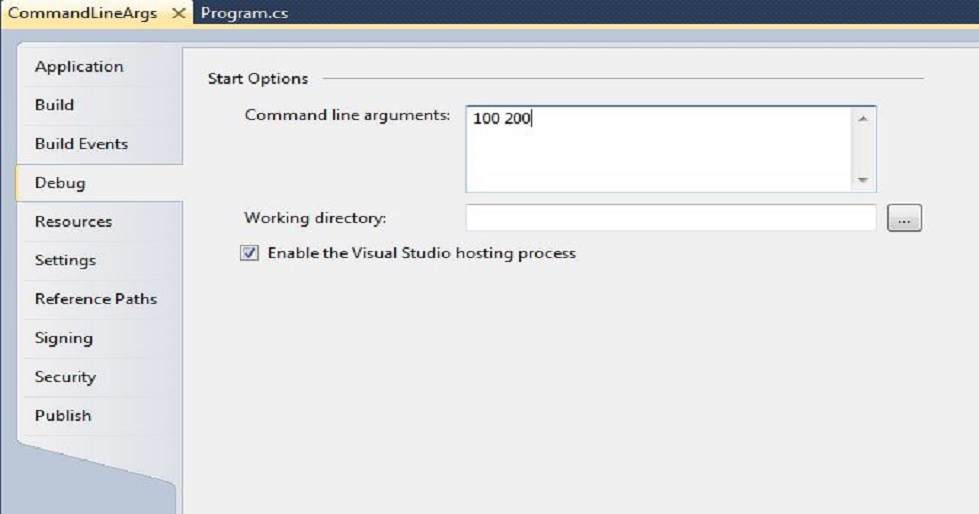 CommandLineArgs Program.cs
Application
Build
Build Events
Debug
Resources
Settings
Reference Paths
Signing
Security
Publish
Start Options
Command line arguments: 100 200
Working directory: ...
Enable the Visual Studio hosting process